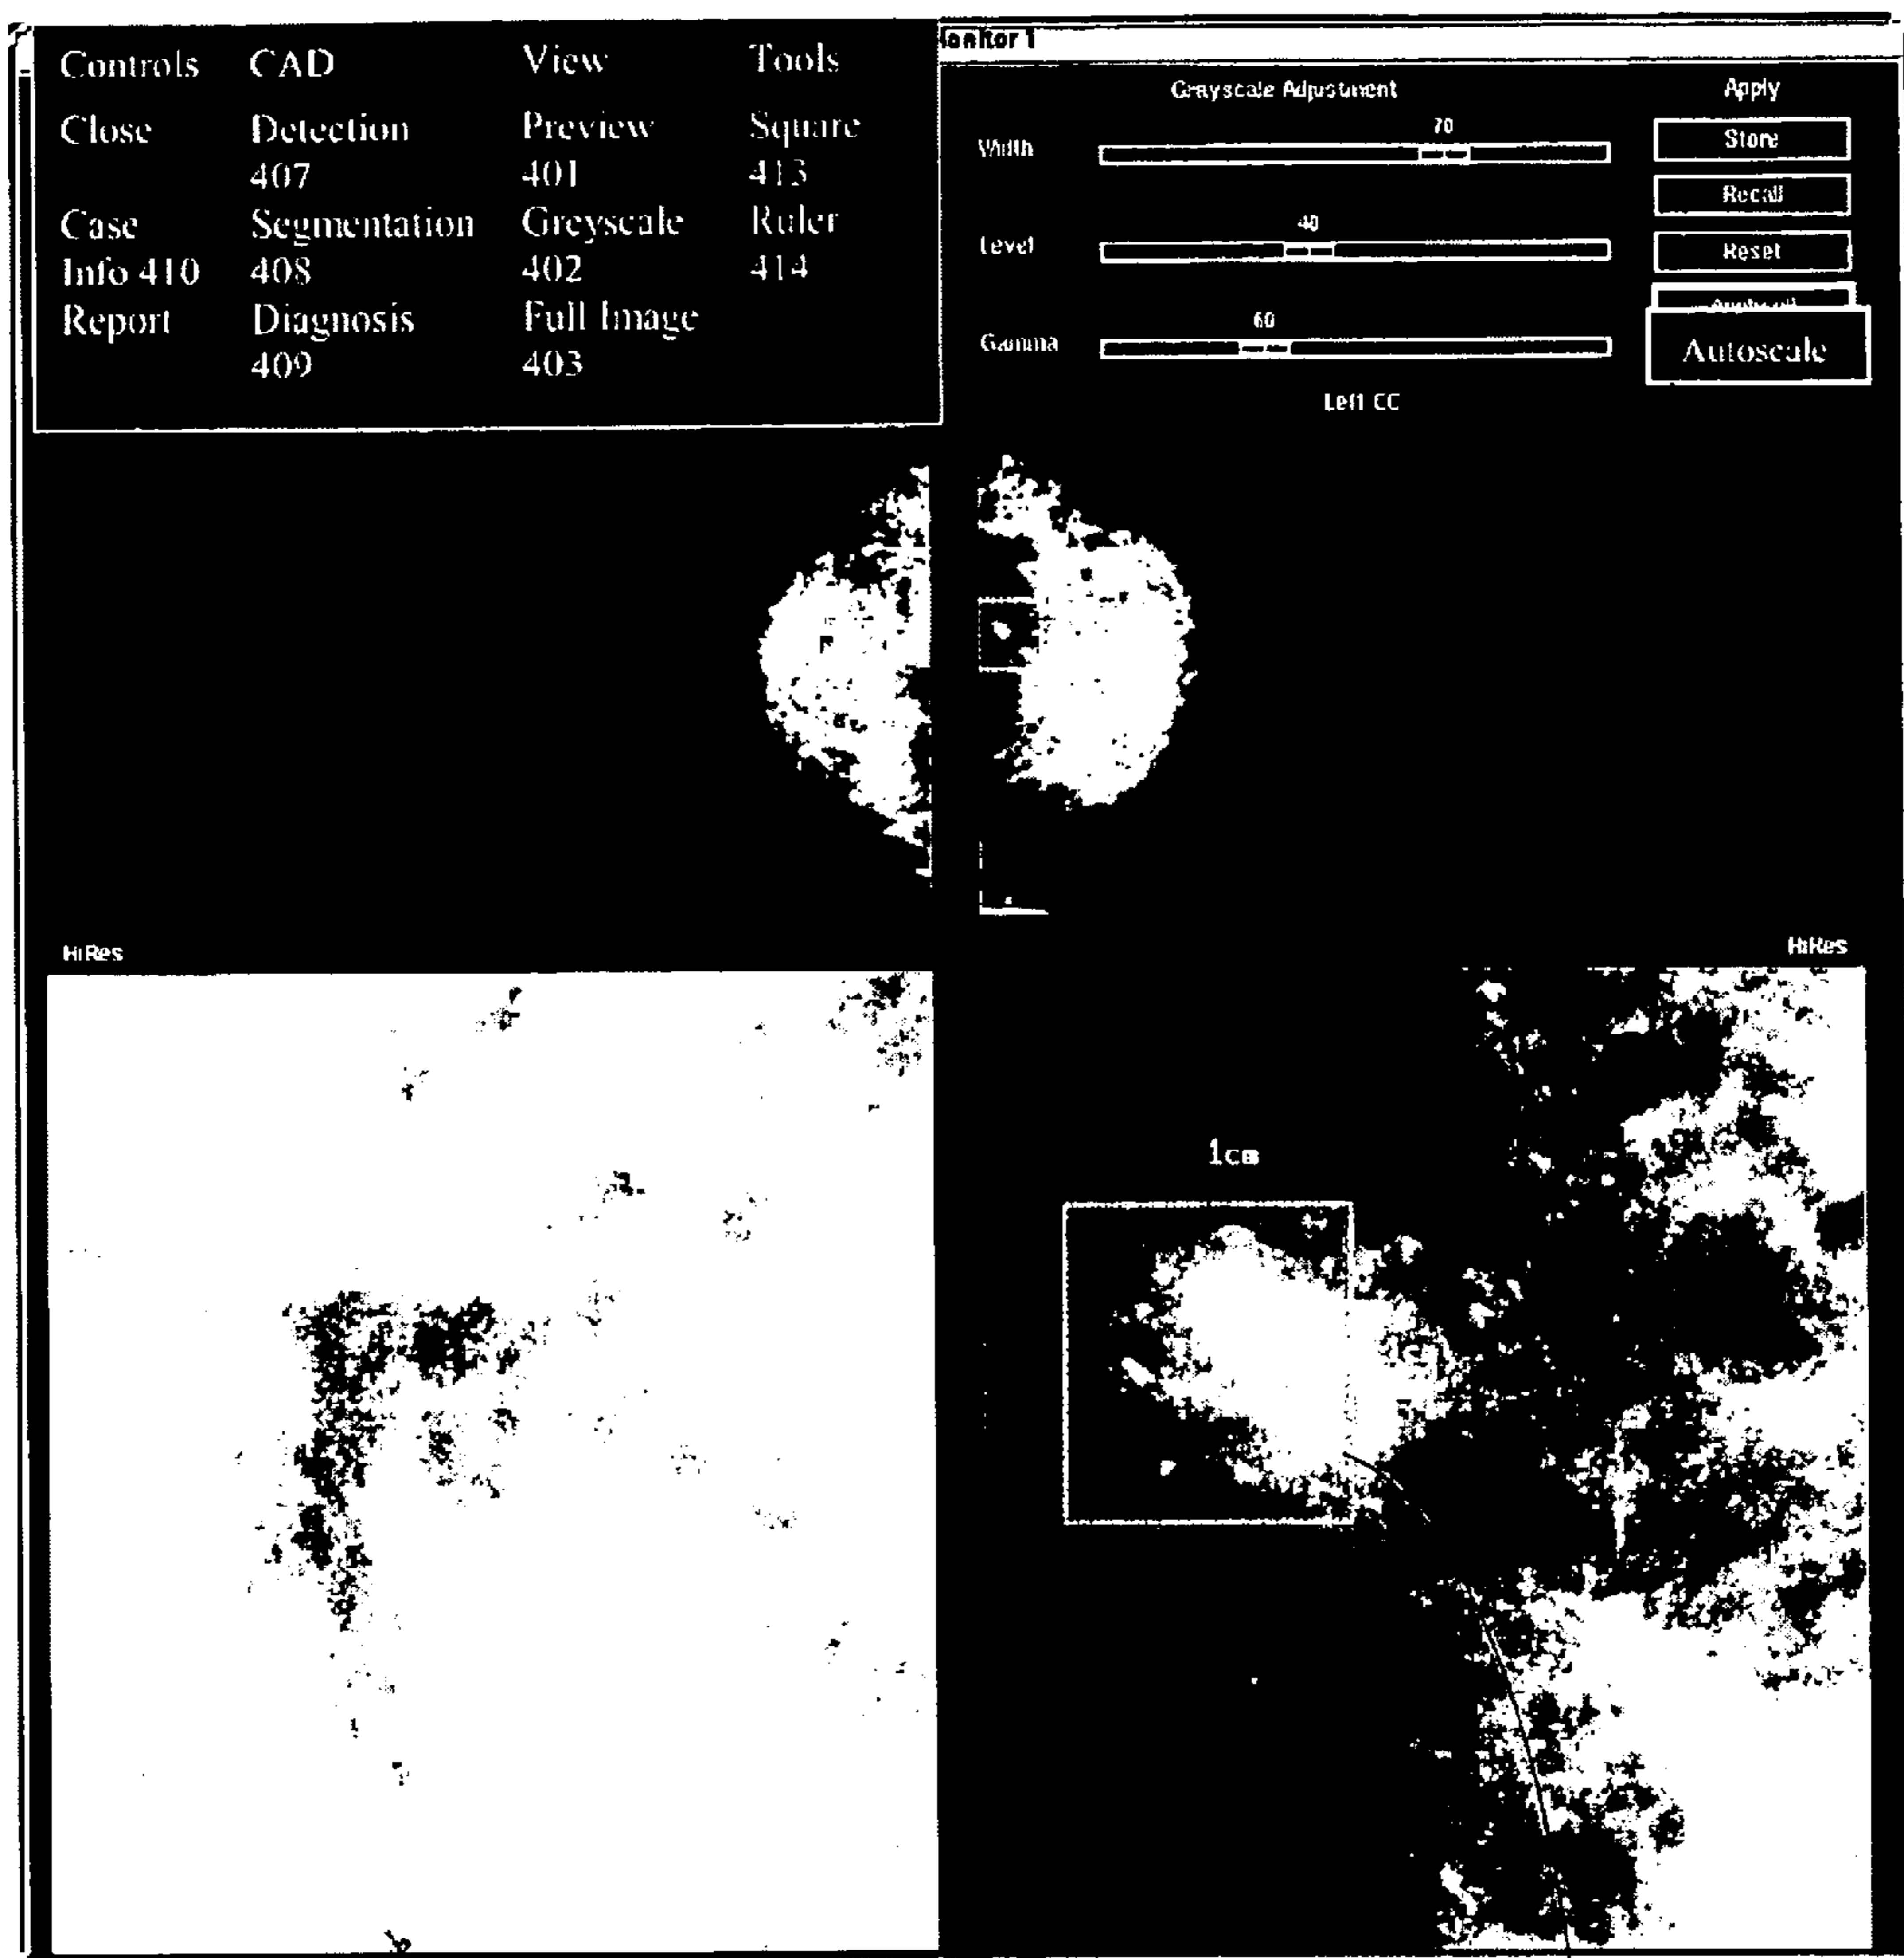 Controls CAD View Tools
Close Detection Preview Square
407 401 413
Case Segmentation Greyscale Ruler
Info 410 408 402 414
Report Diagnosis Full Image
409 403
Grayscale Adjustment Apply
Width 70 Store
Recall
Level 40 Reset
Gamma 60 Autoscale
Left CC
HiRes HiRes
1cm